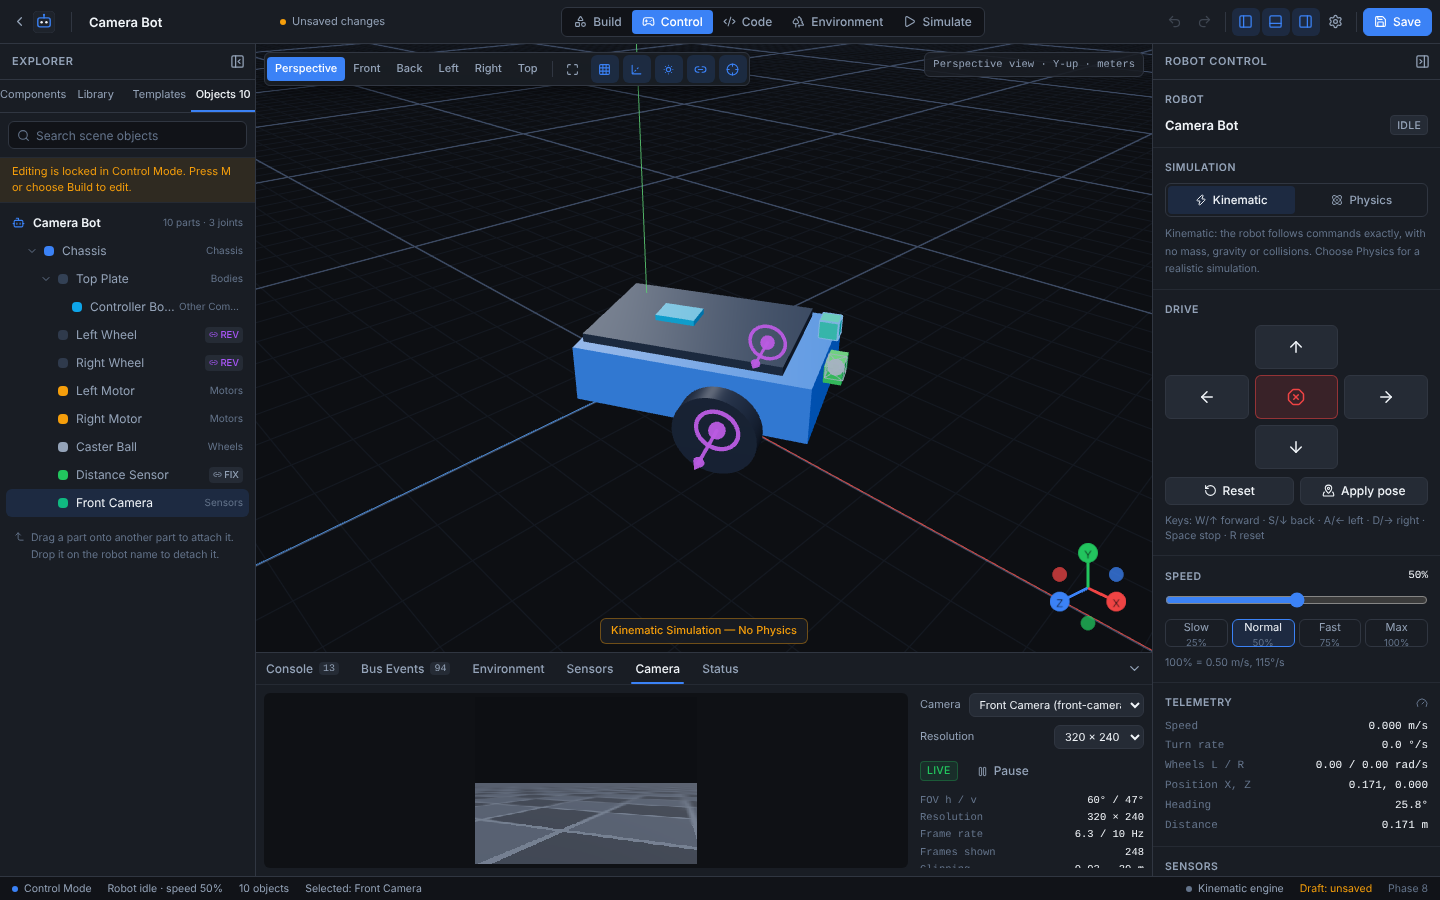 Camera Bot
Unsaved changes
Build
Control
Code
Environment
Simulate
Save
EXPLORER
Components
Library
Templates
Objects 10
Search scene objects
Editing is locked in Control Mode. Press M
or choose Build to edit.
Camera Bot 10 parts · 3 joints
Chassis Chassis
Top Plate Bodies
Controller Bo... Other Com...
Left Wheel REV
Right Wheel REV
Left Motor Motors
Right Motor Motors
Caster Ball Wheels
Distance Sensor FIX
Front Camera Sensors
Drag a part onto another part to attach it.
Drop it on the robot name to detach it.
Perspective
Front
Back
Left
Right
Top
Perspective view · Y-up · meters
Y
Z
X
Kinematic Simulation — No Physics
Console 13
Bus Events 94
Environment
Sensors
Camera
Status
Camera Front Camera (front-camera
Resolution 320 × 240
LIVE Pause
FOV h / v 60° / 47°
Resolution 320 × 240
Frame rate 6.3 / 10 Hz
Frames shown 248
ROBOT CONTROL
ROBOT
Camera Bot IDLE
SIMULATION
Kinematic Physics
Kinematic: the robot follows commands exactly, with
no mass, gravity or collisions. Choose Physics for a
realistic simulation.
DRIVE
Reset Apply pose
Keys: W/↑ forward · S/↓ back · A/← left · D/→ right ·
Space stop · R reset
SPEED 50%
Slow 25%
Normal 50%
Fast 75%
Max 100%
100% = 0.50 m/s, 115°/s
TELEMETRY
Speed 0.000 m/s
Turn rate 0.0 °/s
Wheels L / R 0.00 / 0.00 rad/s
Position X, Z 0.171, 0.000
Heading 25.8°
Distance 0.171 m
SENSORS
Control Mode
Robot idle · speed 50%
10 objects
Selected: Front Camera
Kinematic engine
Draft: unsaved
Phase 8